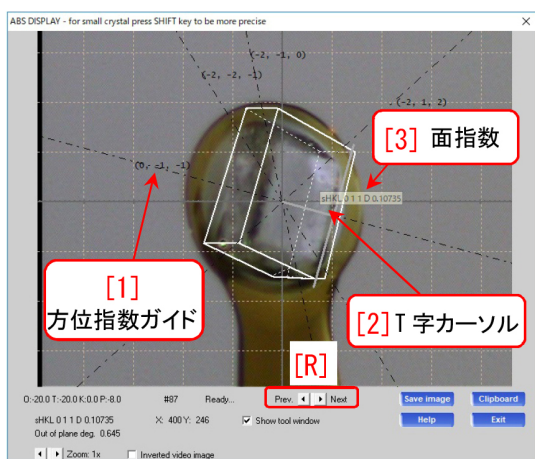 ABS DISPLAY - for small crystal press SHIFT key to be more precise
(-2, -1, 0)
(-2, -2, -1)
(-2, 1, 2)
[3] 面指数
(0, -1, -1)
sHKL 0 1 1 D 0.10735
[1]
方位指数ガイド
[2] T 字カーソル
[R]
O:-20.0 T:-20.0 K:0.0 P:-8.0 #87 Ready... Prev. Next Save image Clipboard
sHKL 0 1 1 D 0.10735 X: 400 Y: 246 Show tool window Help Exit
Out of plane deg. 0.645
Zoom: 1x Inverted video image